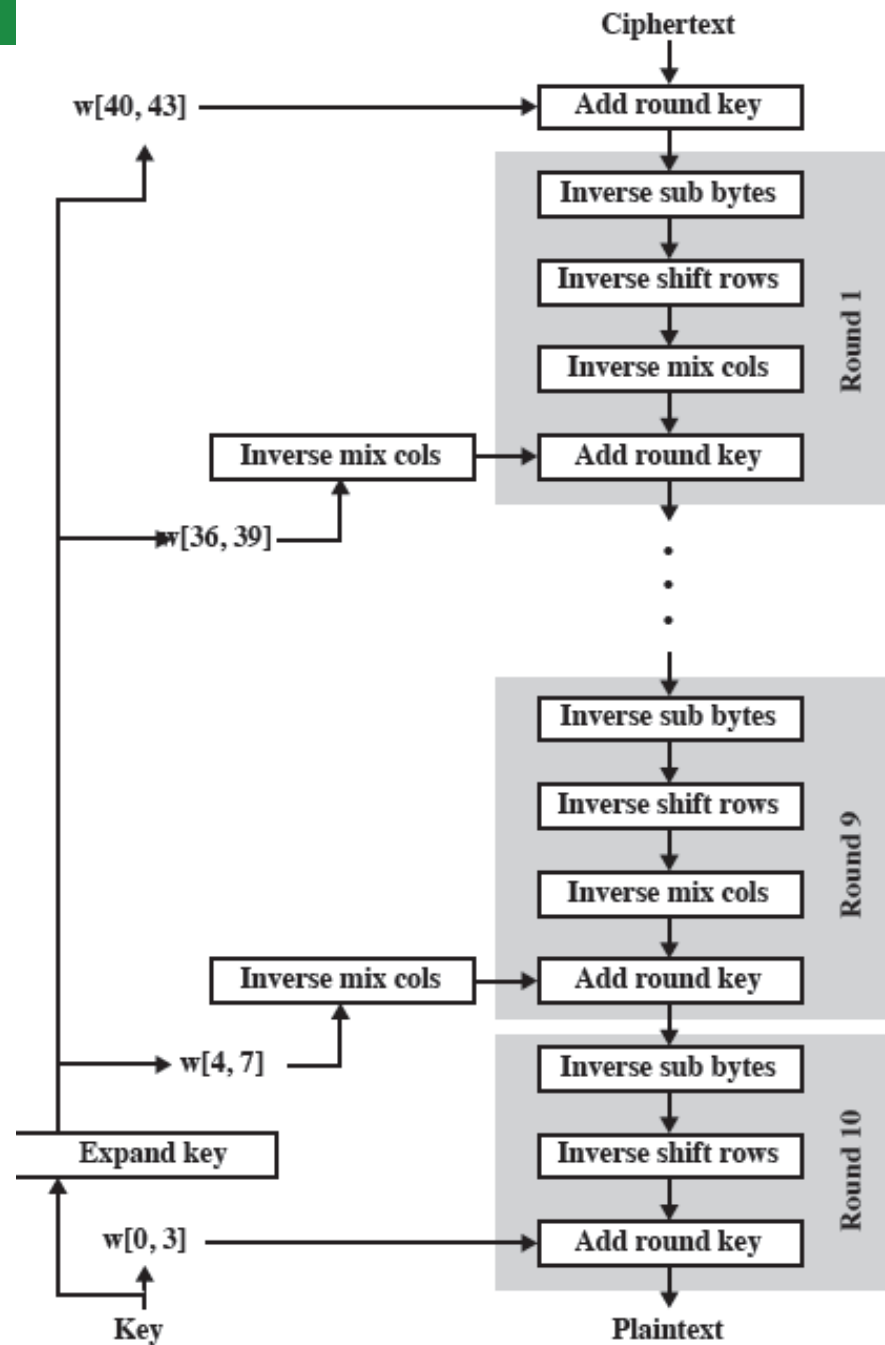 Ciphertext
w[40, 43]
Add round key
Inverse sub bytes
Inverse shift rows
Inverse mix cols
Round 1
Inverse mix cols
Add round key
w[36, 39]
Inverse sub bytes
Inverse shift rows
Inverse mix cols
Round 9
Inverse mix cols
Add round key
w[4, 7]
Inverse sub bytes
Expand key
Inverse shift rows
Round 10
w[0, 3]
Add round key
Key
Plaintext